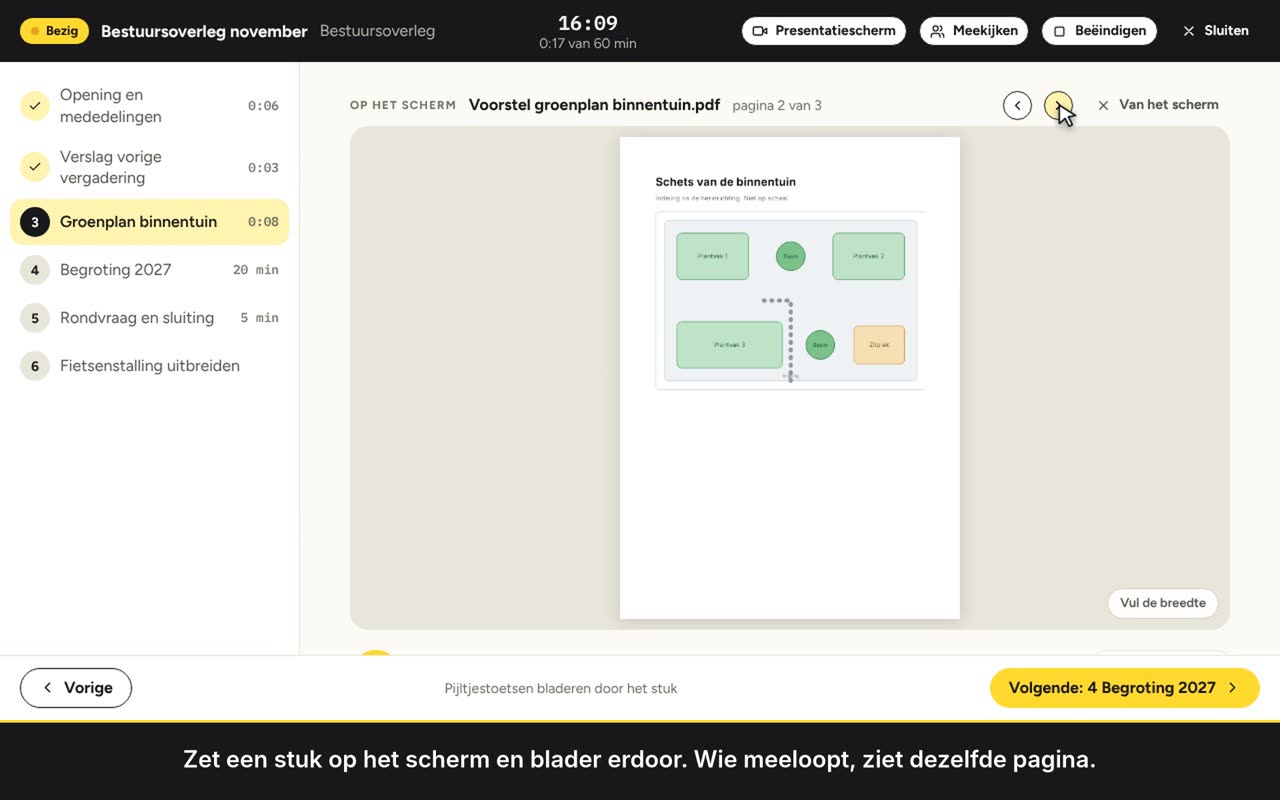 Bezig
Bestuursoverleg november
Bestuursoverleg
16:09
0:17 van 60 min
Presentatiescherm
Meekijken
Beëindigen
Sluiten
Opening en mededelingen
0:06
Verslag vorige vergadering
0:03
3 Groenplan binnentuin 0:08
4 Begroting 2027 20 min
5 Rondvraag en sluiting 5 min
6 Fietsenstalling uitbreiden
OP HET SCHERM Voorstel groenplan binnentuin.pdf pagina 2 van 3
Van het scherm
Schets van de binnentuin
Indeling na de herinrichting. Niet op schaal.
Plantvak 1
Boom
Plantvak 2
Plantvak 3
Boom
Zitplek
Vul de breedte
Vorige
Pijltjestoetsen bladeren door het stuk
Volgende: 4 Begroting 2027
Zet een stuk op het scherm en blader erdoor. Wie meeloopt, ziet dezelfde pagina.